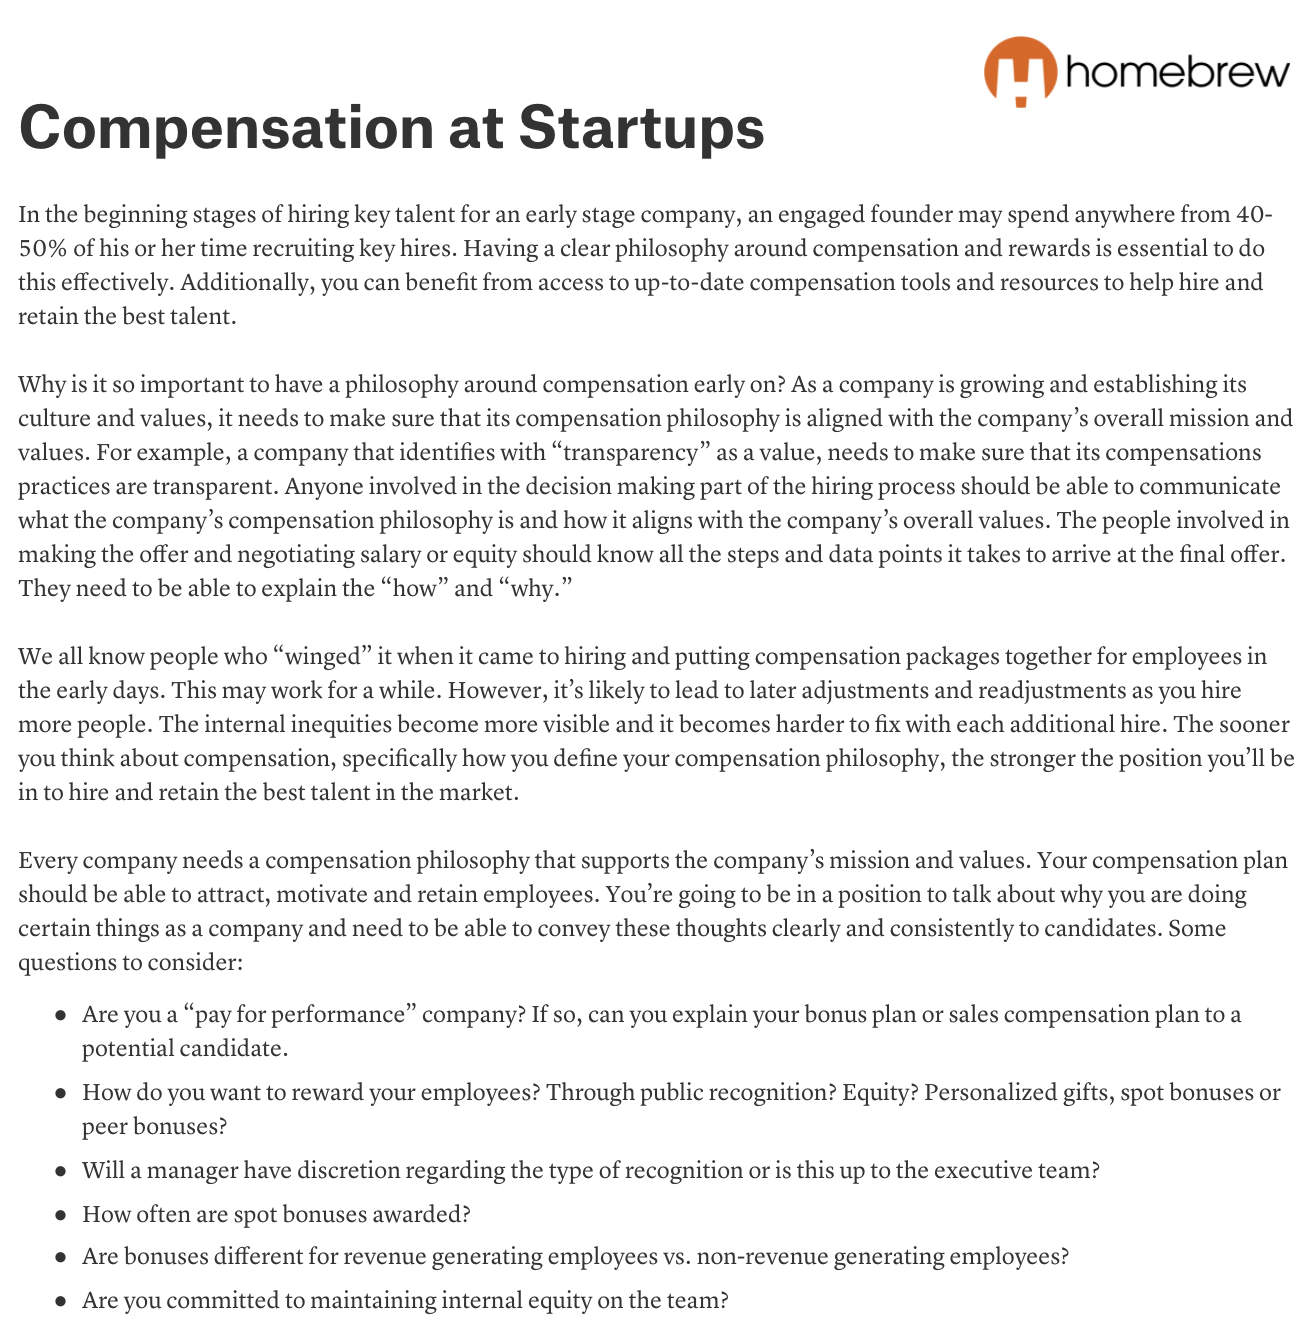 homebrew
Compensation at Startups
In the beginning stages of hiring key talent for an early stage company, an engaged founder may spend anywhere from 40-
50% of his or her time recruiting key hires. Having a clear philosophy around compensation and rewards is essential to do
this effectively. Additionally, you can benefit from access to up-to-date compensation tools and resources to help hire and
retain the best talent.
Why is it so important to have a philosophy around compensation early on? As a company is growing and establishing its
culture and values, it needs to make sure that its compensation philosophy is aligned with the company’s overall mission and
values. For example, a company that identifies with “transparency” as a value, needs to make sure that its compensations
practices are transparent. Anyone involved in the decision making part of the hiring process should be able to communicate
what the company’s compensation philosophy is and how it aligns with the company’s overall values. The people involved in
making the offer and negotiating salary or equity should know all the steps and data points it takes to arrive at the final offer.
They need to be able to explain the “how” and “why.”
We all know people who “winged” it when it came to hiring and putting compensation packages together for employees in
the early days. This may work for a while. However, it’s likely to lead to later adjustments and readjustments as you hire
more people. The internal inequities become more visible and it becomes harder to fix with each additional hire. The sooner
you think about compensation, specifically how you define your compensation philosophy, the stronger the position you’ll be
in to hire and retain the best talent in the market.
Every company needs a compensation philosophy that supports the company’s mission and values. Your compensation plan
should be able to attract, motivate and retain employees. You’re going to be in a position to talk about why you are doing
certain things as a company and need to be able to convey these thoughts clearly and consistently to candidates. Some
questions to consider:
● Are you a “pay for performance” company? If so, can you explain your bonus plan or sales compensation plan to a
potential candidate.
● How do you want to reward your employees? Through public recognition? Equity? Personalized gifts, spot bonuses or
peer bonuses?
● Will a manager have discretion regarding the type of recognition or is this up to the executive team?
● How often are spot bonuses awarded?
● Are bonuses different for revenue generating employees vs. non-revenue generating employees?
● Are you committed to maintaining internal equity on the team?